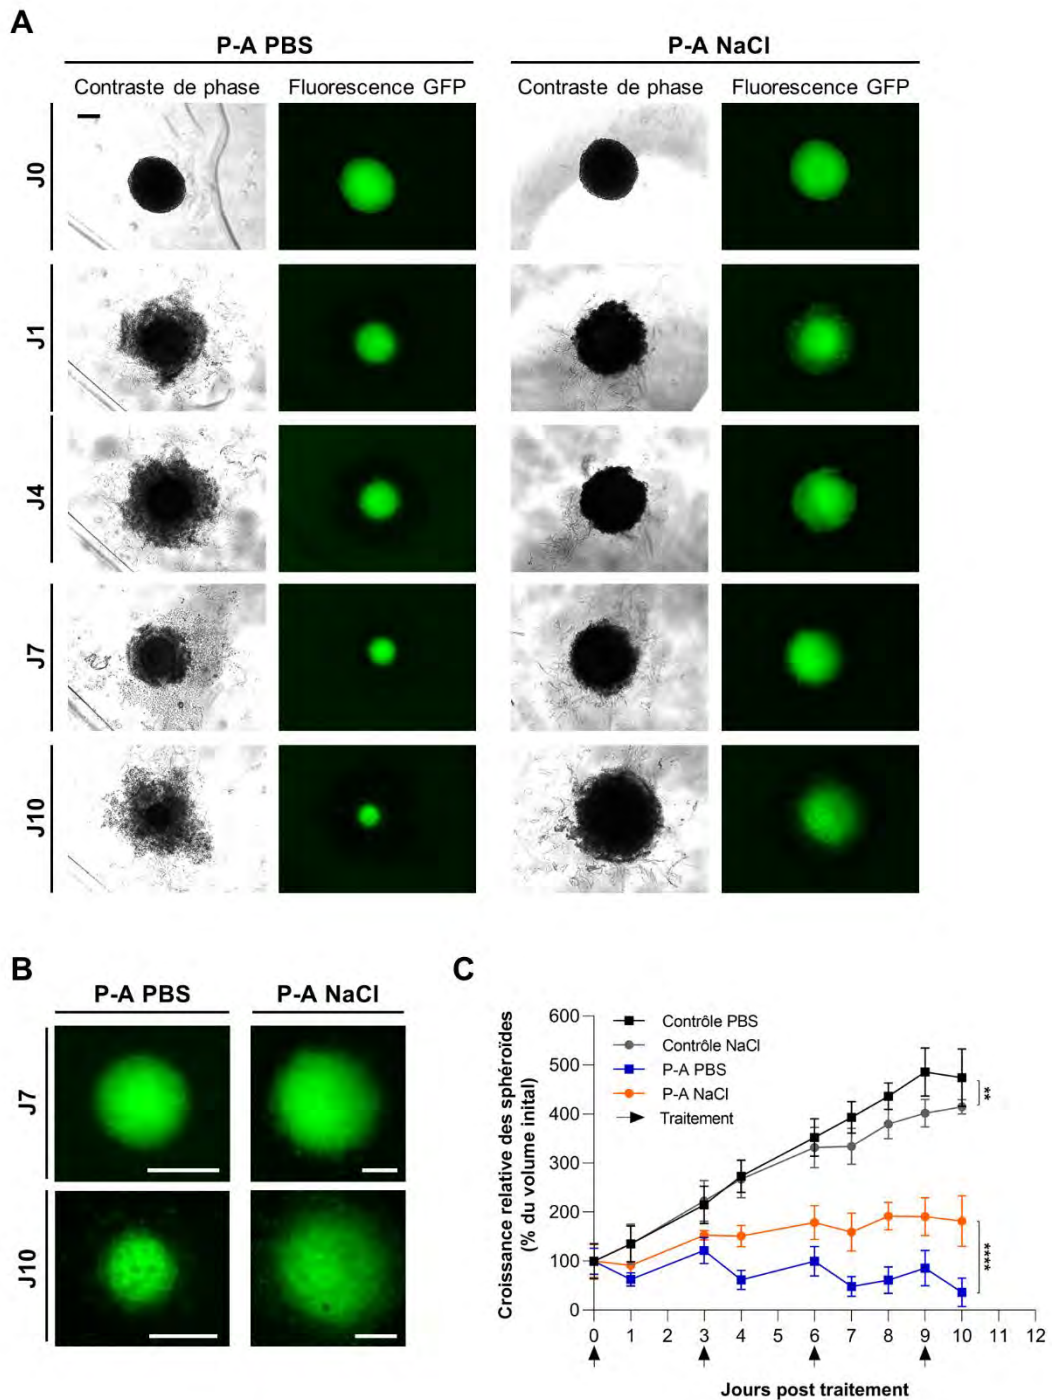 A
P-A PBS
P-A NaCl
Contraste de phase
Fluorescence GFP
Contraste de phase
Fluorescence GFP
J0
J1
J4
J7
J10
B
P-A PBS
P-A NaCl
J7
J10
C
Croissance relative des sphéroïdes
(% du volume inital)
600
500
400
300
200
100
0
Contrôle PBS
Contrôle NaCl
P-A PBS
P-A NaCl
Traitement
**
****
0 1 2 3 4 5 6 7 8 9 10 11 12
Jours post traitement